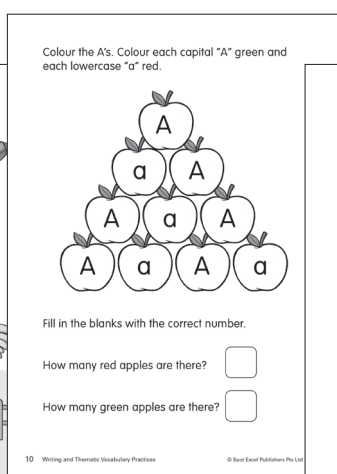 Colour the A's. Colour each capital "A" green and
each lowercase "a" red.
A
a A
A a A
A a A a
Fill in the blanks with the correct number.
How many red apples are there?
How many green apples are there?
10 Writing and Thematic Vocabulary Practices © Spot Excel Publishers Pte Ltd